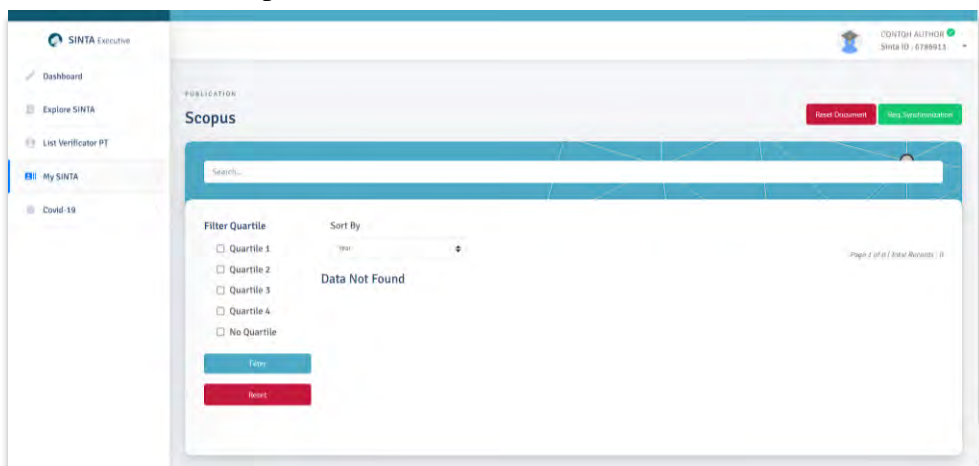 SINTA Executive
CONTOH AUTHOR
Sinta ID : 6786911
Dashboard
Explore SINTA
List Verificator PT
My SINTA
Covid-19
PUBLICATION
Scopus
Reset Document
Req. Synchronization
Search...
Filter Quartile
Quartile 1
Quartile 2
Quartile 3
Quartile 4
No Quartile
Filter
Reset
Sort By
Year
Page 1 of 0 | Total Records : 0
Data Not Found